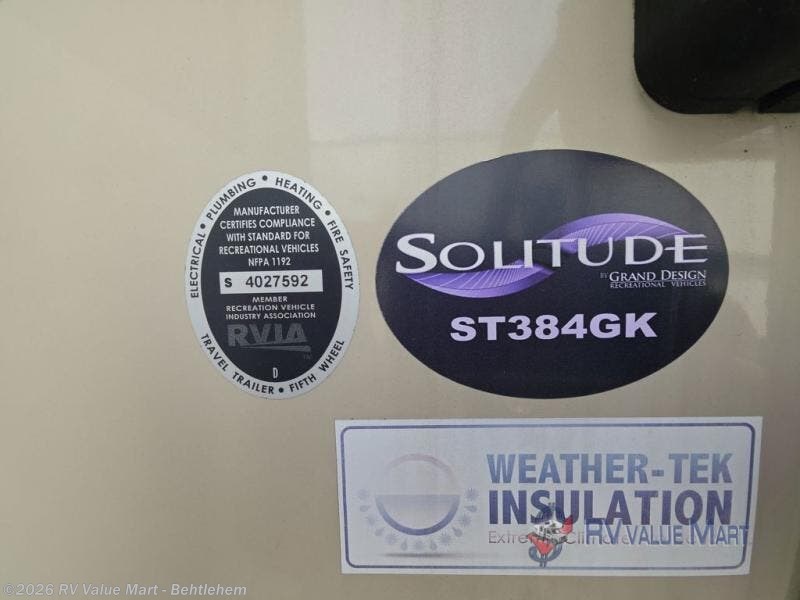 ELECTRICAL • PLUMBING • HEATING • FIRE SAFETY
MANUFACTURER
CERTIFIES COMPLIANCE
WITH STANDARD FOR
RECREATIONAL VEHICLES
NFPA 1192
S 4027592
MEMBER
RECREATION VEHICLE
INDUSTRY ASSOCIATION
RVIA
D
TRAVEL TRAILER • FIFTH WHEEL
SOLITUDE
BY GRAND DESIGN
RECREATIONAL VEHICLES
ST384GK
WEATHER-TEK
INSULATION
RV VALUE MART
©2026 RV Value Mart - Behtlehem